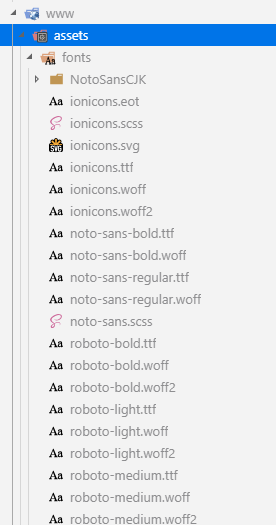 www
assets
fonts
NotoSansCJK
Aa ionicons.eot
ionicons.scss
SVG ionicons.svg
Aa ionicons.ttf
Aa ionicons.woff
Aa ionicons.woff2
Aa noto-sans-bold.ttf
Aa noto-sans-bold.woff
Aa noto-sans-regular.ttf
Aa noto-sans-regular.woff
noto-sans.scss
Aa roboto-bold.ttf
Aa roboto-bold.woff
Aa roboto-bold.woff2
Aa roboto-light.ttf
Aa roboto-light.woff
Aa roboto-light.woff2
Aa roboto-medium.ttf
Aa roboto-medium.woff
Aa roboto-medium.woff2